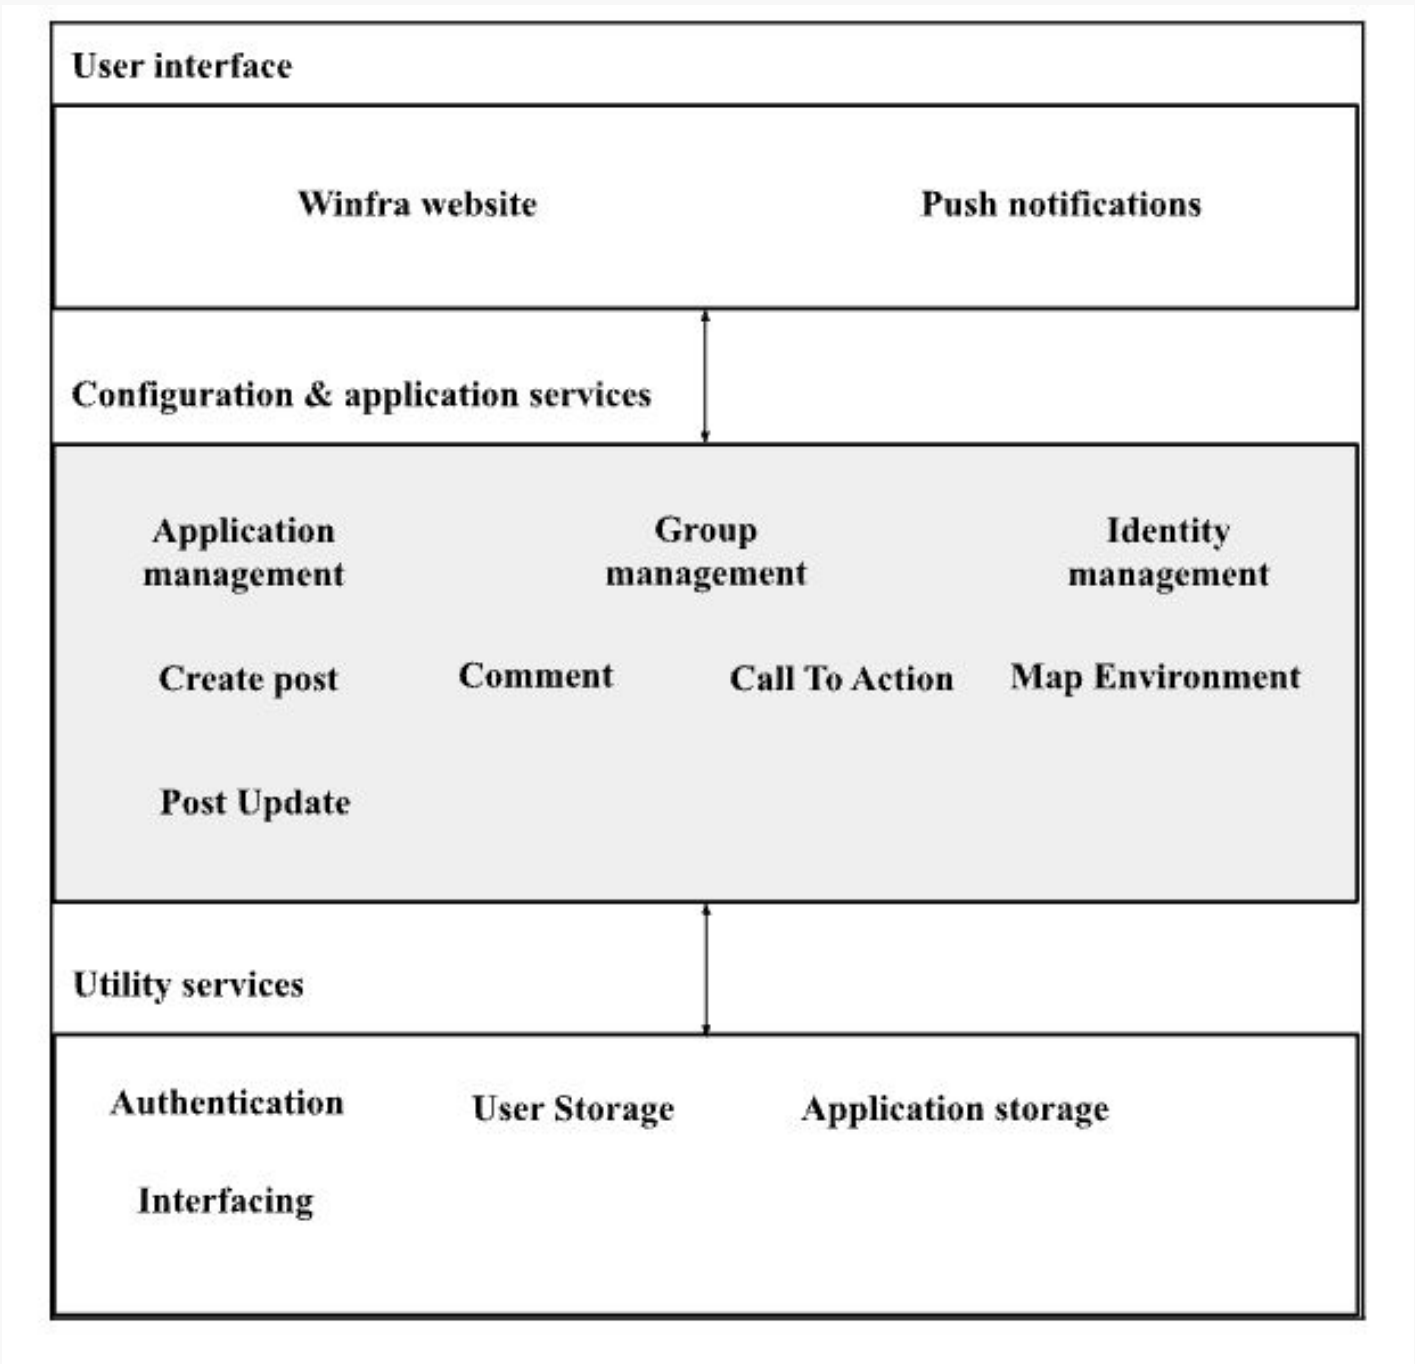 User interface
Winfra website
Push notifications
Configuration & application services
Application
management
Group
management
Identity
management
Create post
Comment
Call To Action
Map Environment
Post Update
Utility services
Authentication
User Storage
Application storage
Interfacing